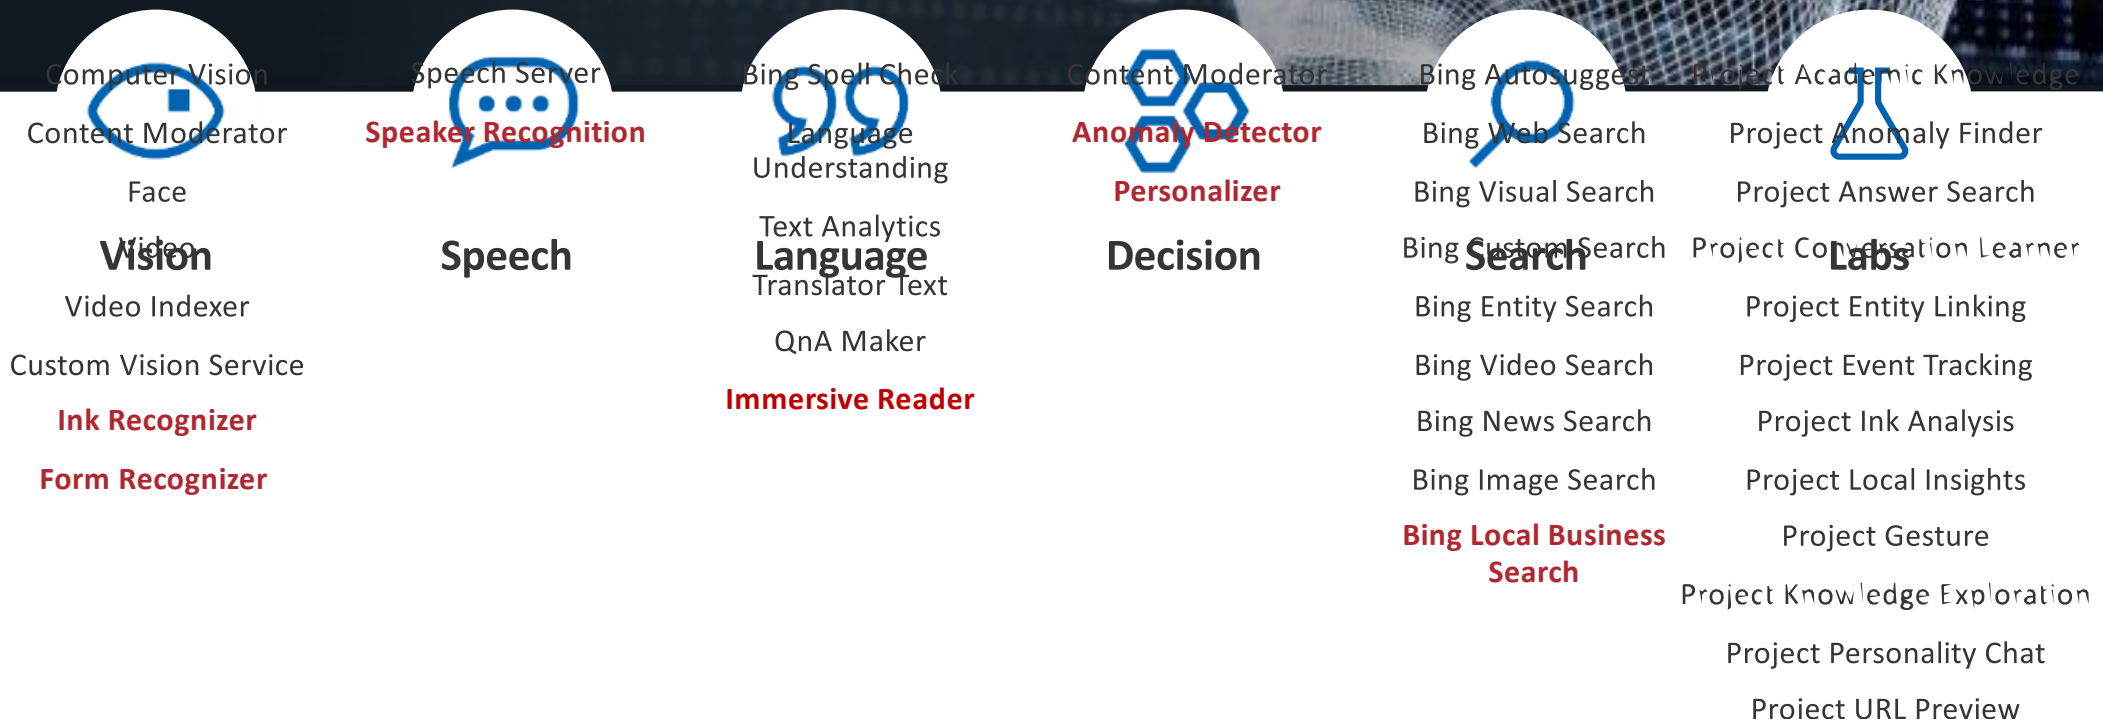 Computer Vision
Content Moderator
Face
Video
Vision
Video Indexer
Custom Vision Service
Ink Recognizer
Form Recognizer
Speech Server
Speaker Recognition
Speech
Bing Spell Check
Language
Understanding
Text Analytics
Language
Translator Text
QnA Maker
Immersive Reader
Content Moderator
Anomaly Detector
Personalizer
Decision
Bing Autosuggest
Bing Web Search
Bing Visual Search
Bing Custom Search
Search
Bing Entity Search
Bing Video Search
Bing News Search
Bing Image Search
Bing Local Business
Search
Project Academic Knowledge
Project Anomaly Finder
Project Answer Search
Project Conversation Learner
Labs
Project Entity Linking
Project Event Tracking
Project Ink Analysis
Project Local Insights
Project Gesture
Project Knowledge Exploration
Project Personality Chat
Project URL Preview